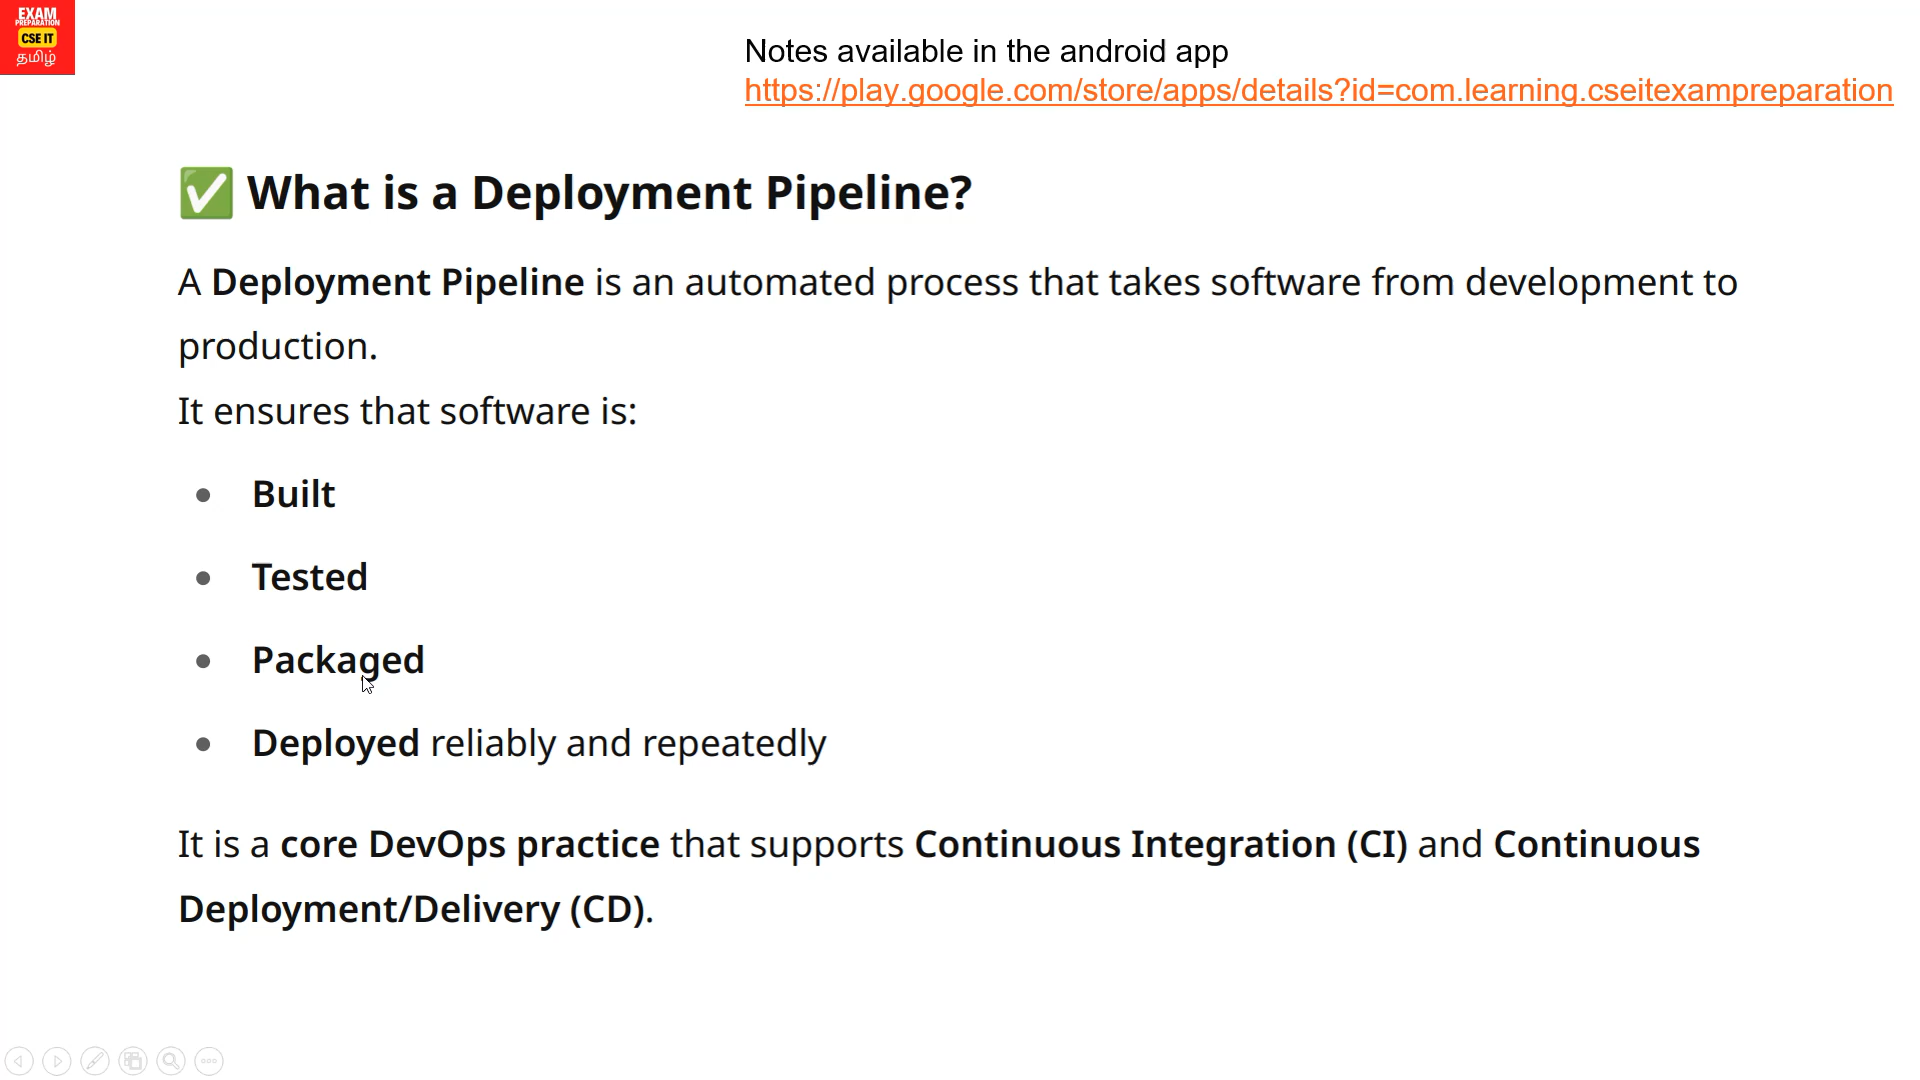 EXAM
PREPARATION
CSE IT
தமிழ்
Notes available in the android app
https://play.google.com/store/apps/details?id=com.learning.cseitexampreparation
✅ What is a Deployment Pipeline?
A Deployment Pipeline is an automated process that takes software from development to
production.
It ensures that software is:
• Built
• Tested
• Packaged
• Deployed reliably and repeatedly
It is a core DevOps practice that supports Continuous Integration (CI) and Continuous
Deployment/Delivery (CD).